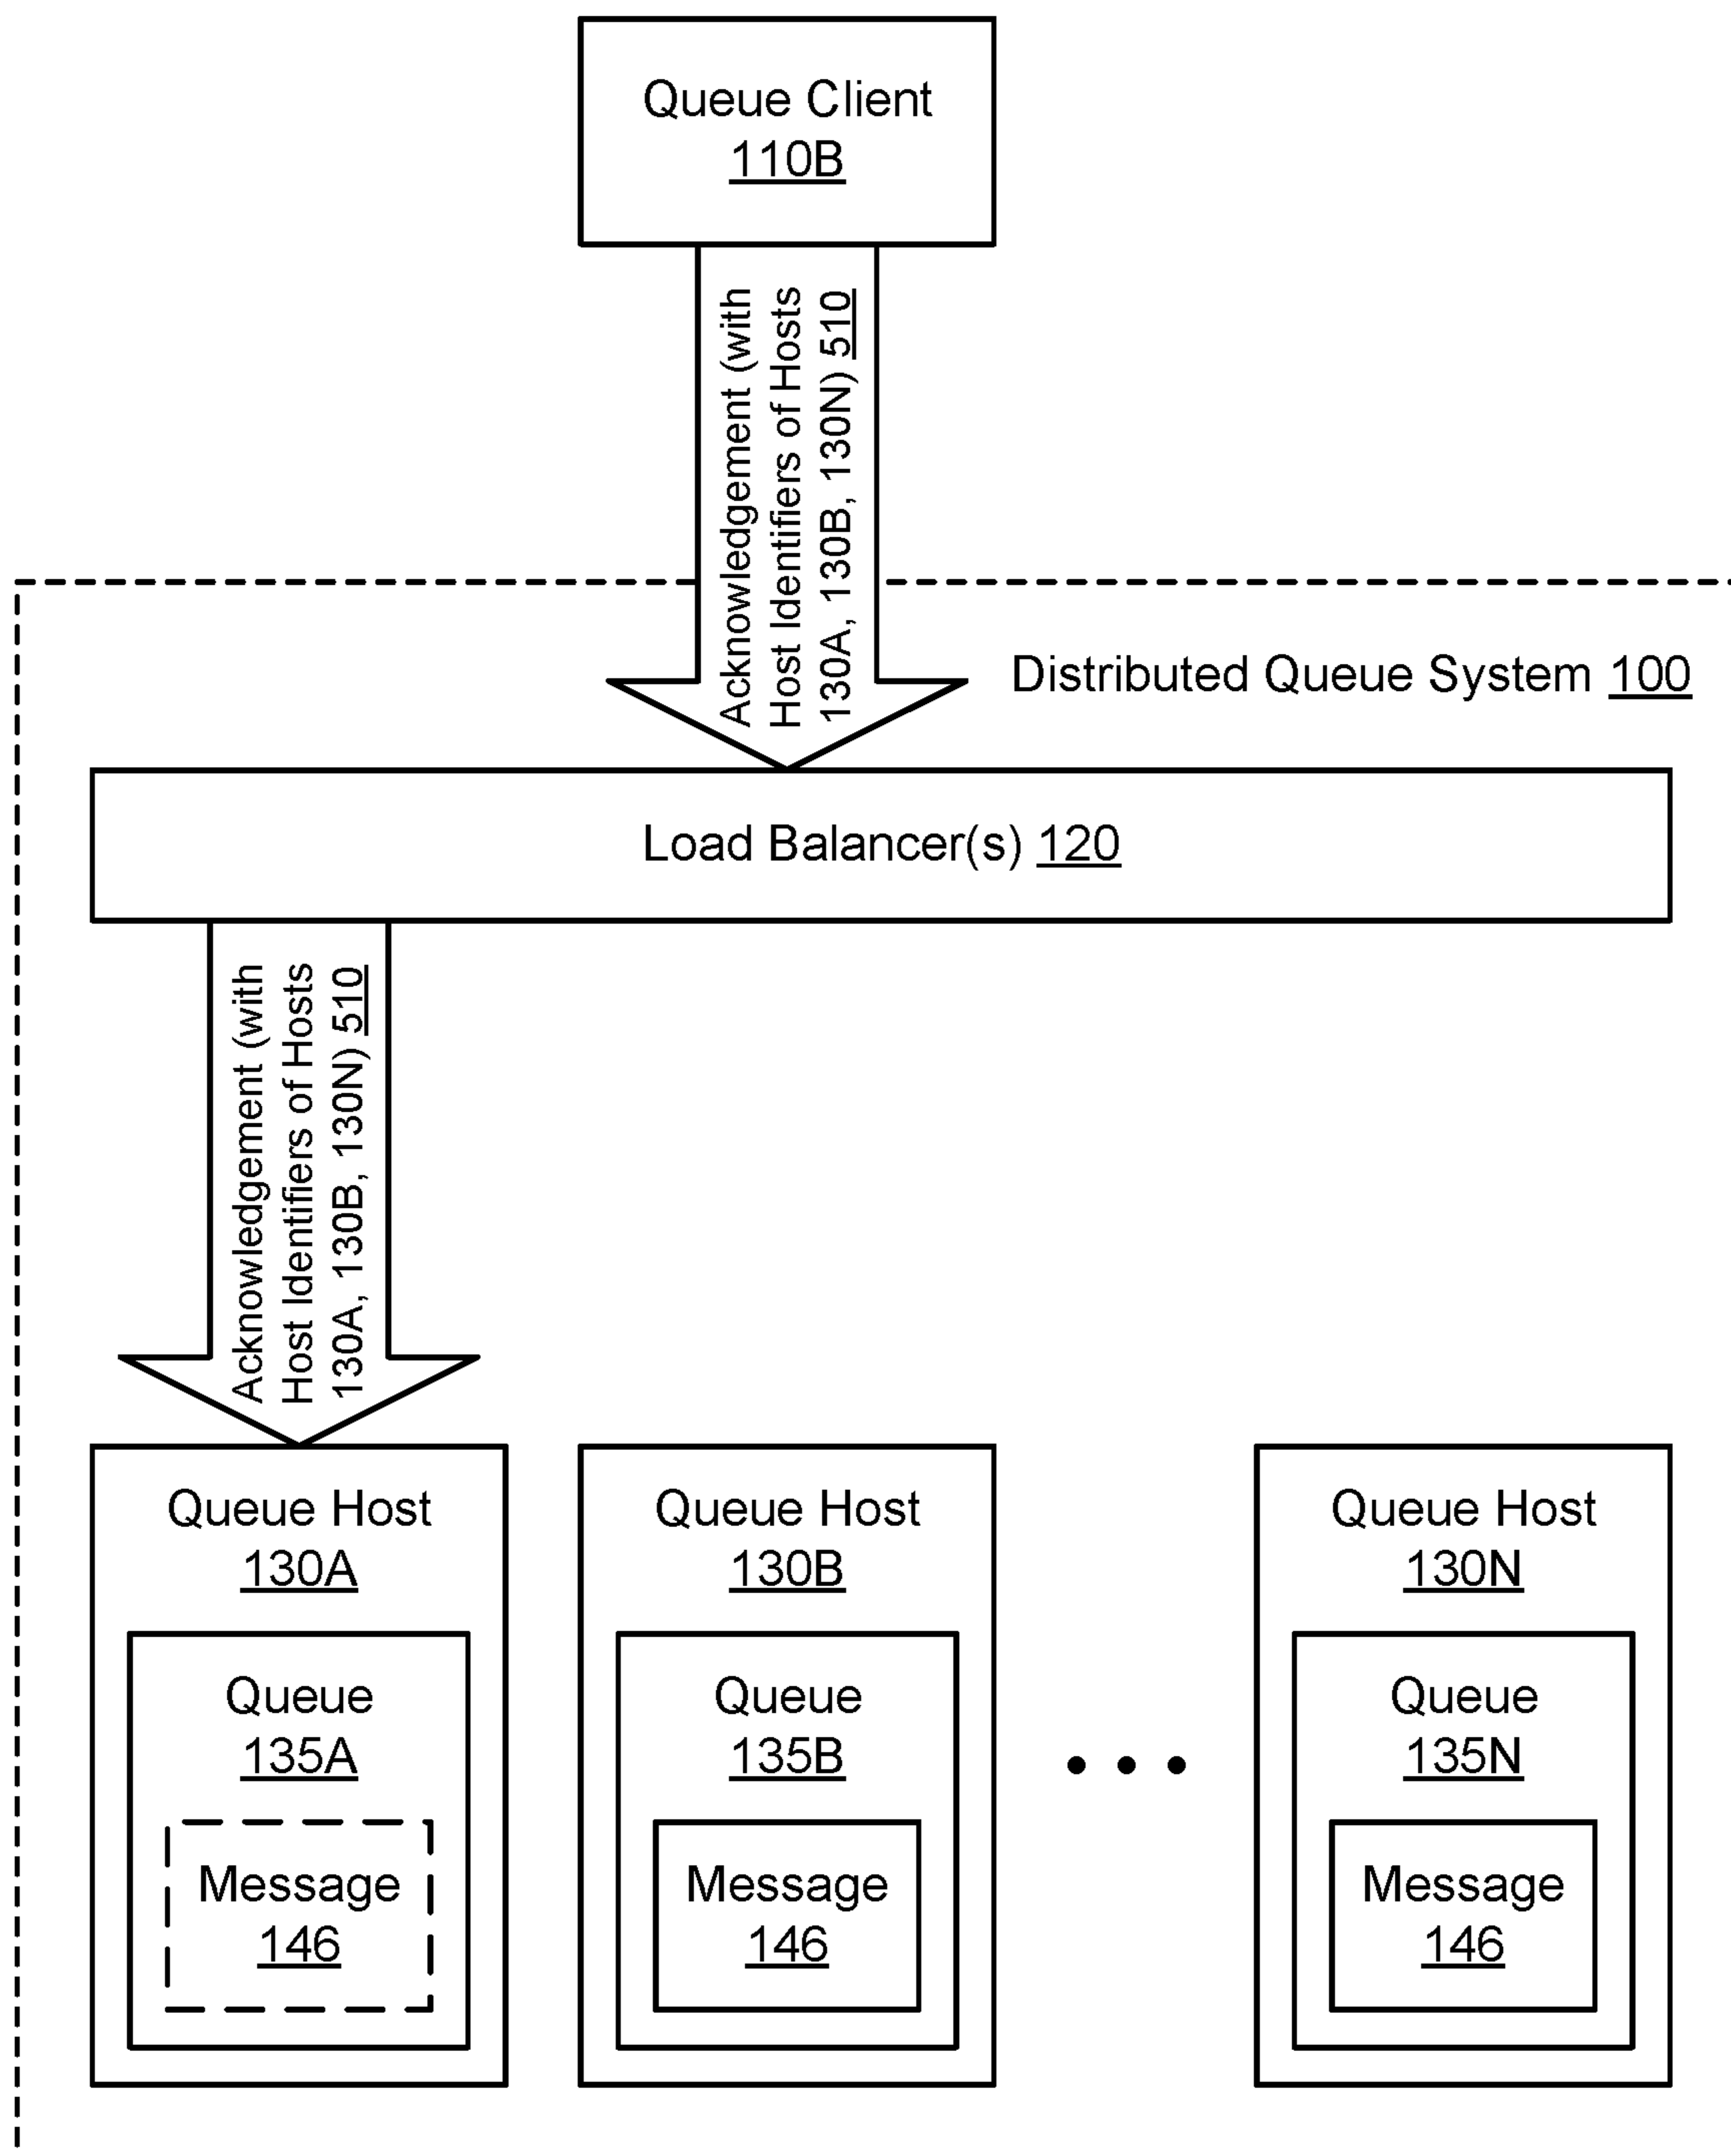 Queue Client
110B
Acknowledgement (with
Host Identifiers of Hosts
130A, 130B, 130N) 510
Distributed Queue System 100
Load Balancer(s) 120
Acknowledgement (with
Host Identifiers of Hosts
130A, 130B, 130N) 510
Queue Host
130A
Queue
135A
Message
146
Queue Host
130B
Queue
135B
Message
146
Queue Host
130N
Queue
135N
Message
146